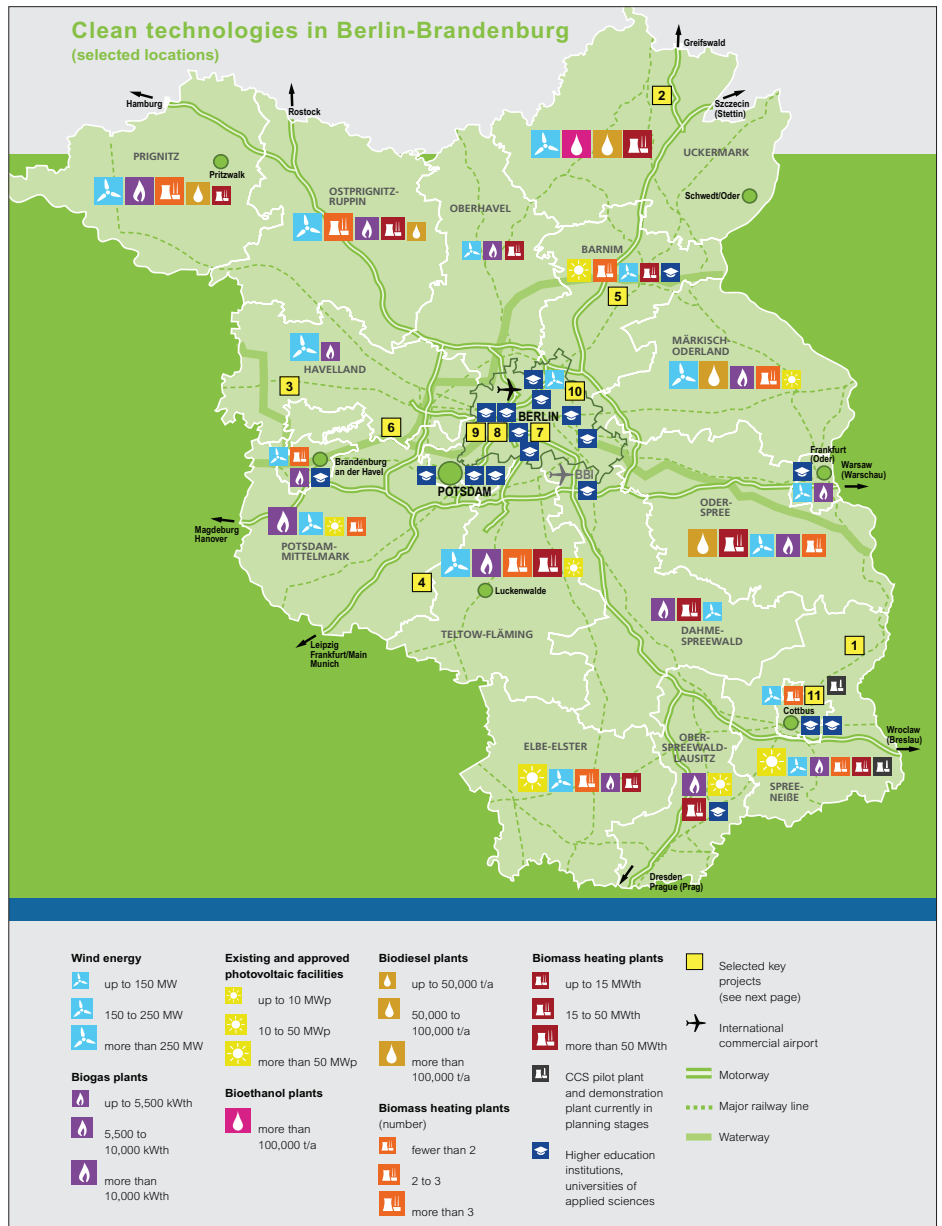 Clean technologies in Berlin-Brandenburg
(selected locations)
Greifswald
Hamburg
Rostock
2
Szczecin
(Stettin)
PRIGNITZ
Pritzwalk
UCKERMARK
OSTPRIGNITZ-
RUPPIN
OBERHAVEL
Schwedt/Oder
BARNIM
5
MÄRKISCH-
ODERLAND
HAVELLAND
3
10
BERLIN
6
9
8
7
Brandenburg
an der Havel
Frankfurt
(Oder)
Warsaw
(Warschau)
BBI
POTSDAM
ODER-
SPREE
Magdeburg
Hanover
POTSDAM-
MITTELMARK
4
Luckenwalde
TELTOW-FLÄMING
DAHME-
SPREEWALD
Leipzig
Frankfurt/Main
Munich
1
11
Cottbus
Wroclaw
(Breslau)
ELBE-ELSTER
OBER-
SPREEWALD-
LAUSITZ
SPREE-
NEIßE
Dresden
Prague (Prag)
Wind energy
up to 150 MW
150 to 250 MW
more than 250 MW
Biogas plants
up to 5,500 kWth
5,500 to
10,000 kWth
more than
10,000 kWth
Existing and approved
photovoltaic facilities
up to 10 MWp
10 to 50 MWp
more than 50 MWp
Bioethanol plants
more than
100,000 t/a
Biodiesel plants
up to 50,000 t/a
50,000 to
100,000 t/a
more than
100,000 t/a
Biomass heating plants
(number)
fewer than 2
2 to 3
more than 3
Biomass heating plants
up to 15 MWth
15 to 50 MWth
more than 50 MWth
CCS pilot plant
and demonstration
plant currently in
planning stages
Higher education
institutions,
universities of
applied sciences
Selected key
projects
(see next page)
International
commercial airport
Motorway
Major railway line
Waterway